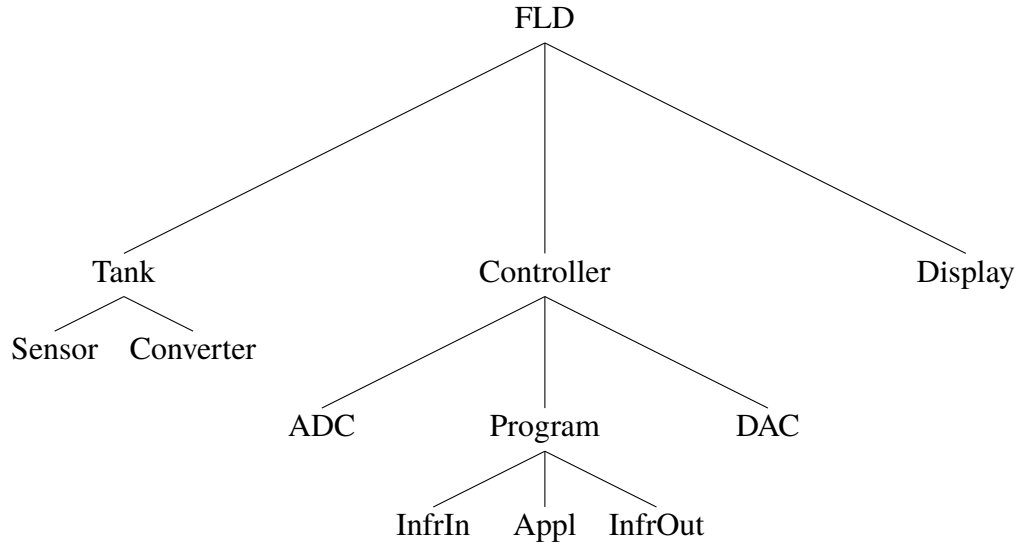 FLD
Tank Controller Display
Sensor Converter
ADC Program DAC
InfrIn Appl InfrOut